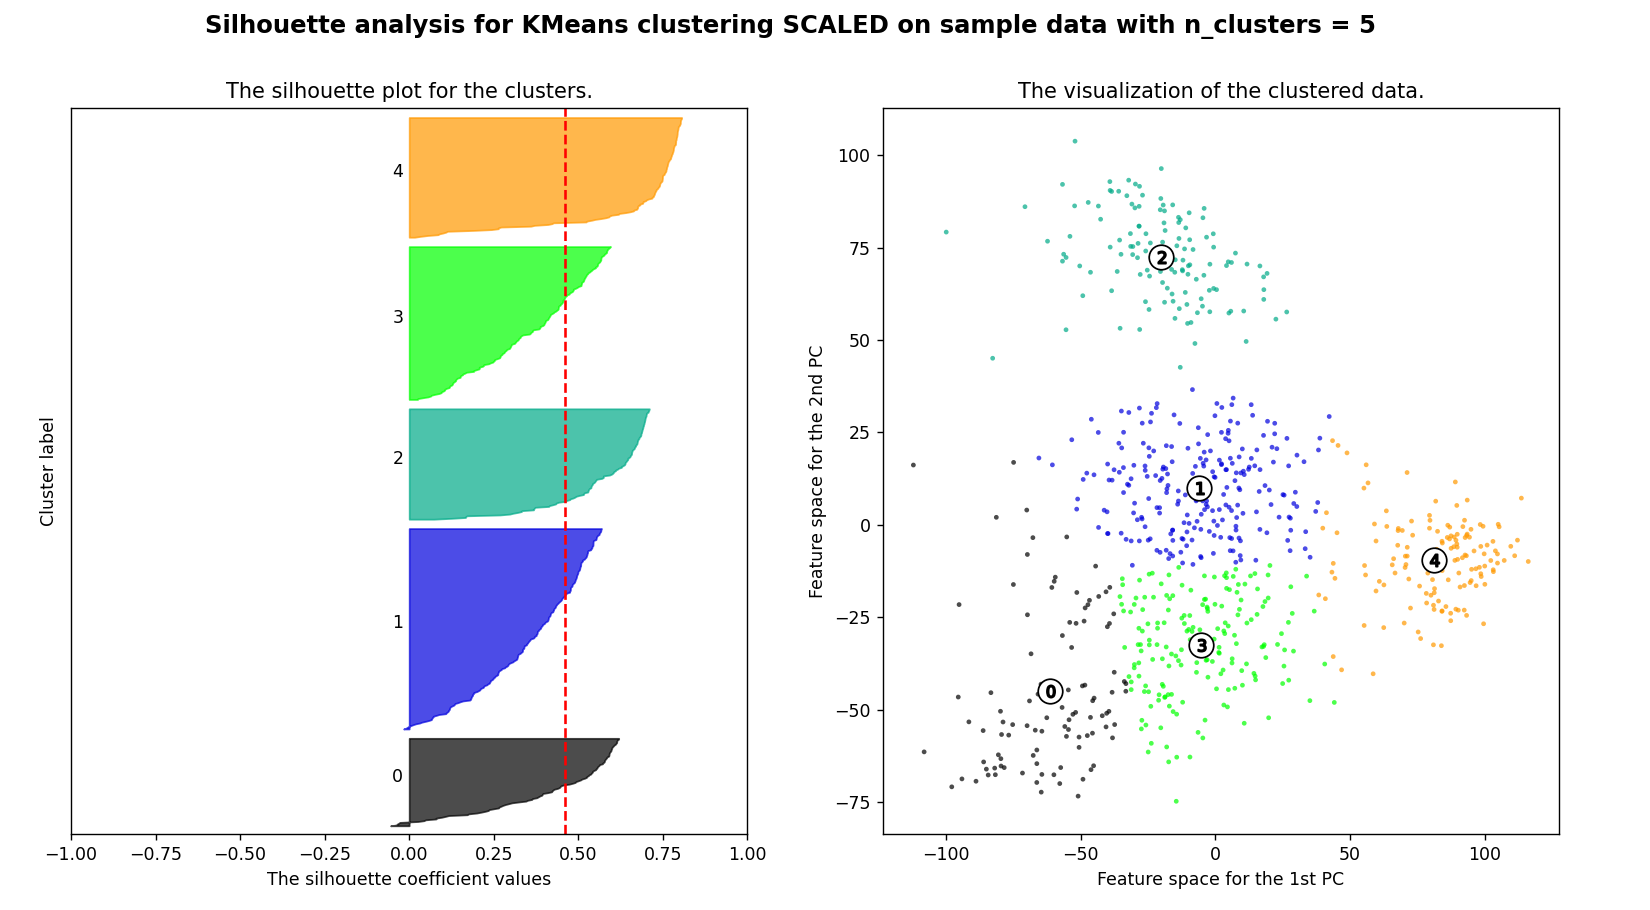 Silhouette analysis for KMeans clustering SCALED on sample data with n_clusters = 5
The silhouette plot for the clusters.
Cluster label
4
3
2
1
0
−1.00 −0.75 −0.50 −0.25 0.00 0.25 0.50 0.75 1.00
The silhouette coefficient values
The visualization of the clustered data.
Feature space for the 2nd PC
100
75
50
25
0
−25
−50
−75
2
1
4
3
0
−100 −50 0 50 100
Feature space for the 1st PC